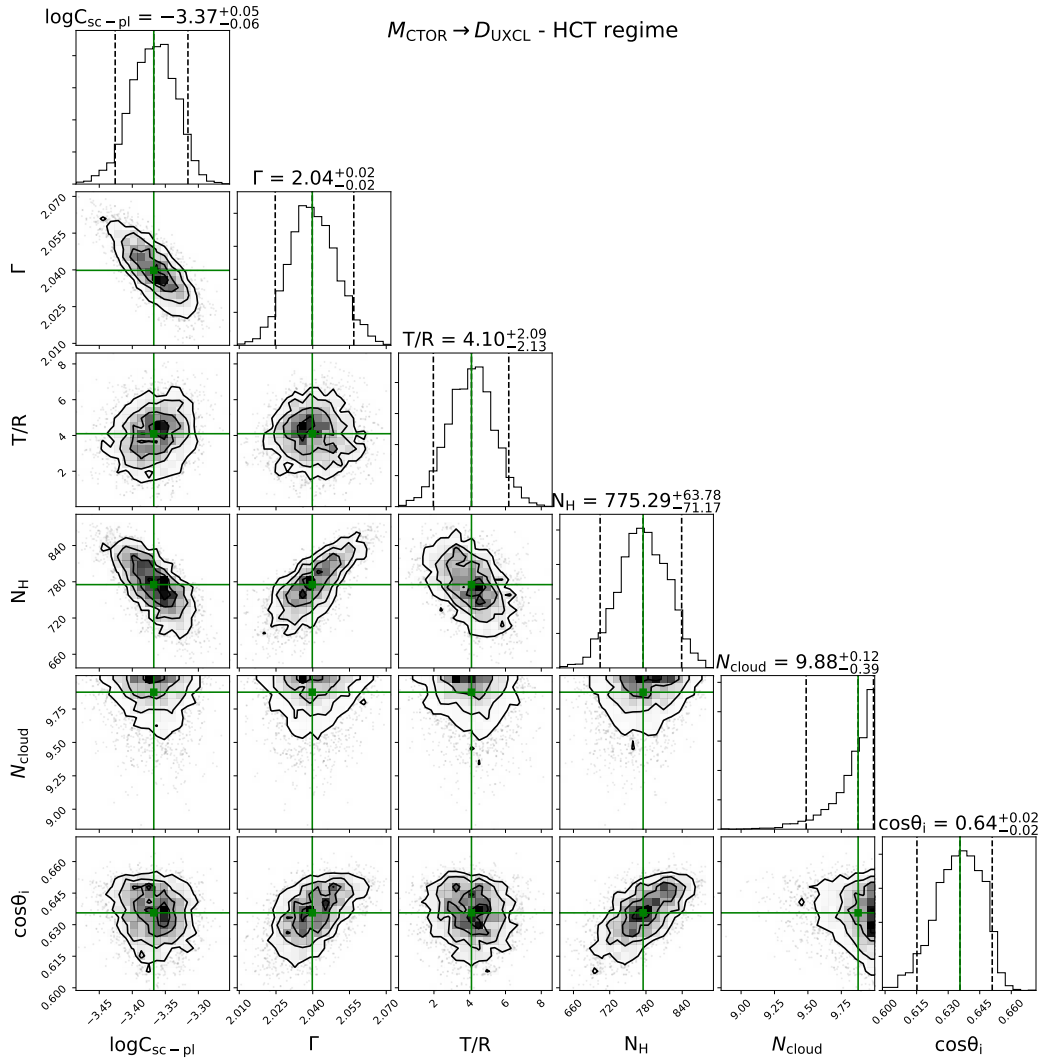 logC_sc−pl = −3.37 +0.05 −0.06
M_CTOR → D_UXCL - HCT regime
Γ = 2.04 +0.02 −0.02
2.070
2.055
2.040
2.025
2.010
Γ
T/R = 4.10 +2.09 −2.13
8
6
4
2
T/R
N_H = 775.29 +63.78 −71.17
840
780
720
660
N_H
N_cloud = 9.88 +0.12 −0.39
9.75
9.50
9.25
9.00
N_cloud
cosθ_i = 0.64 +0.02 −0.02
0.660
0.645
0.630
0.615
0.600
cosθ_i
−3.45 −3.40 −3.35 −3.30
2.010 2.025 2.040 2.055 2.070
2 4 6 8
660 720 780 840
9.00 9.25 9.50 9.75
0.600 0.615 0.630 0.645 0.660
logC_sc−pl Γ T/R N_H N_cloud cosθ_i